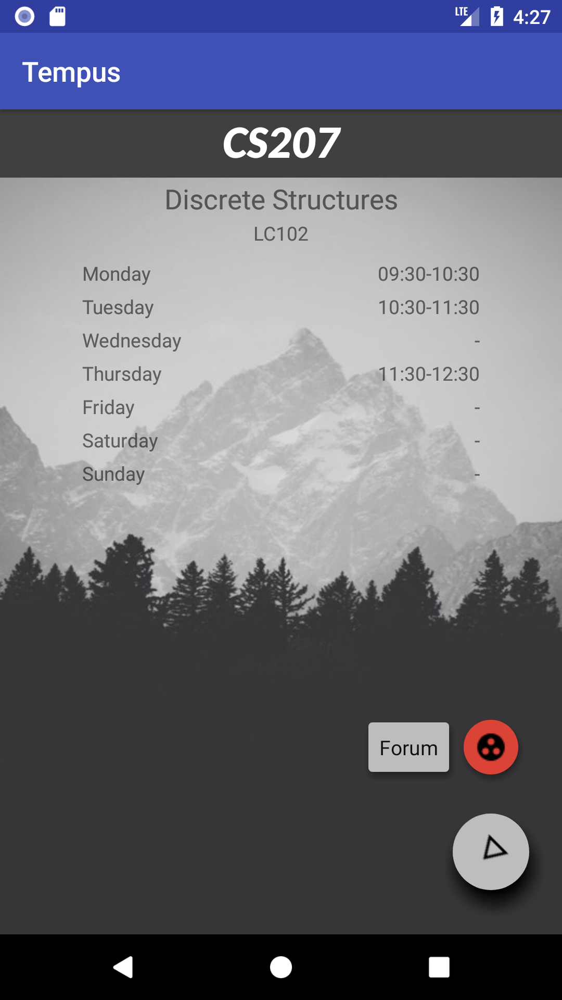 LTE 4:27
Tempus
CS207
Discrete Structures
LC102
Monday 09:30-10:30
Tuesday 10:30-11:30
Wednesday -
Thursday 11:30-12:30
Friday -
Saturday -
Sunday -
Forum